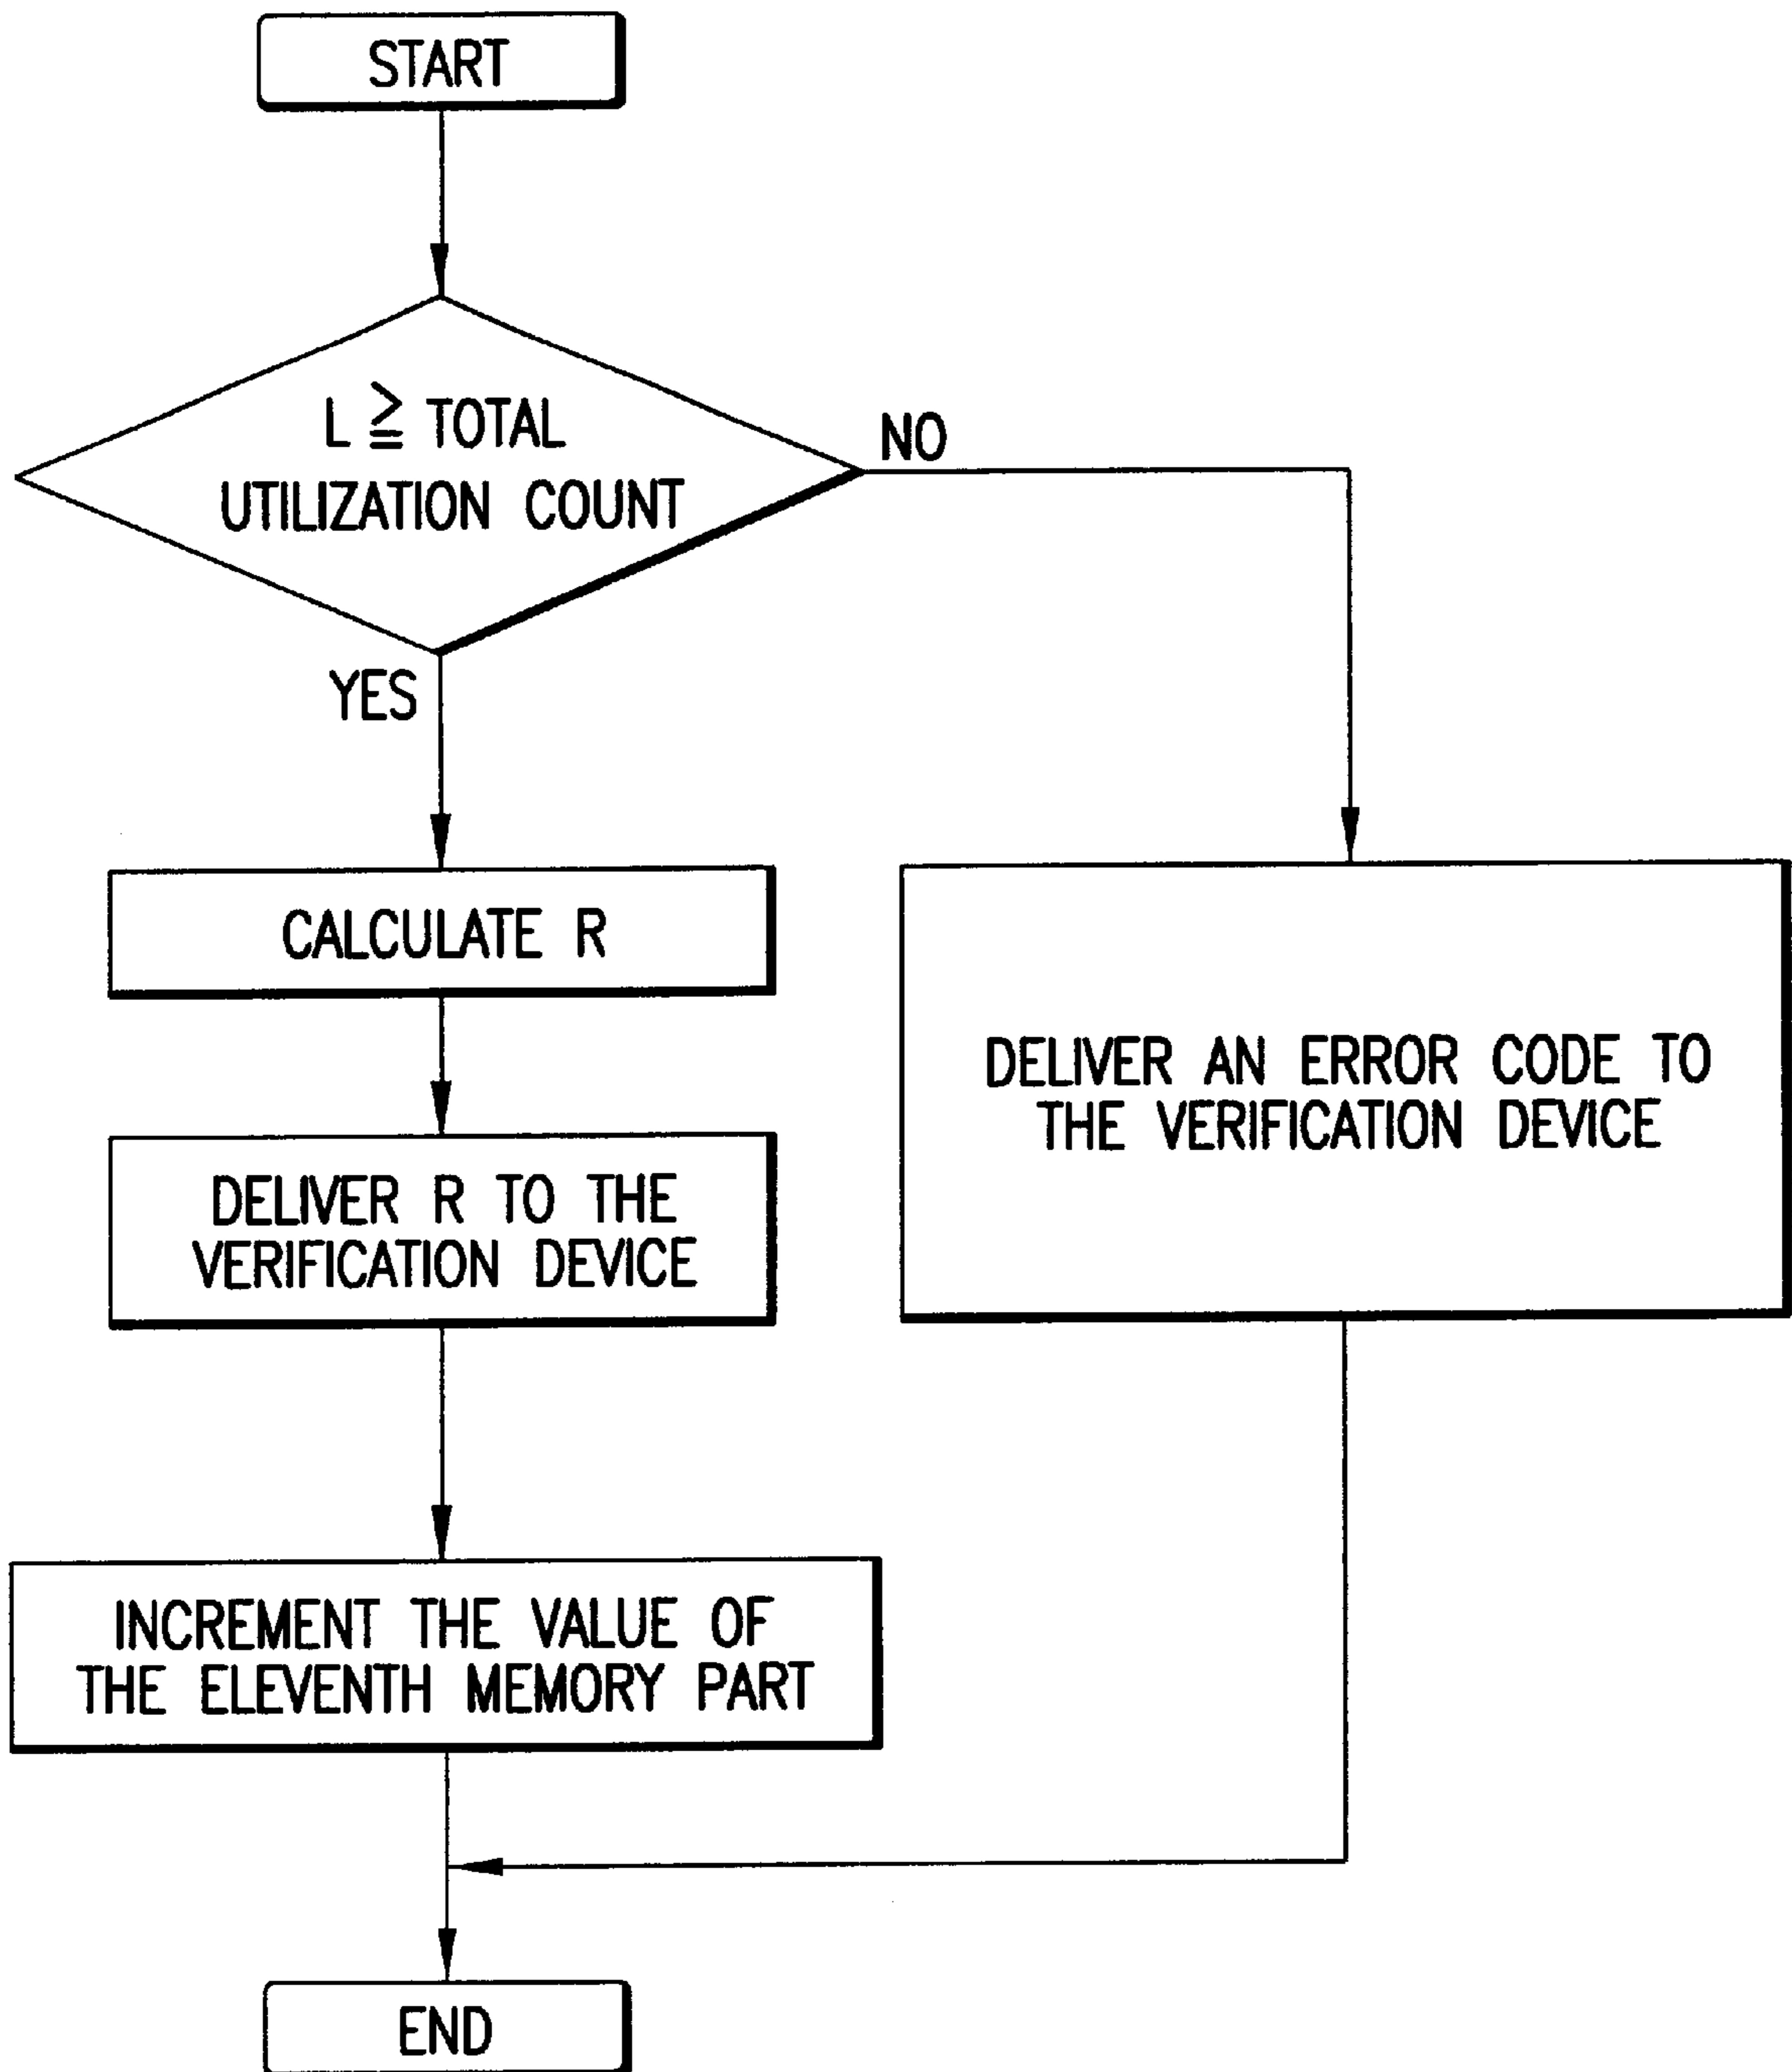 START
L ≧ TOTAL
UTILIZATION COUNT
NO
YES
CALCULATE R
DELIVER AN ERROR CODE TO
THE VERIFICATION DEVICE
DELIVER R TO THE
VERIFICATION DEVICE
INCREMENT THE VALUE OF
THE ELEVENTH MEMORY PART
END